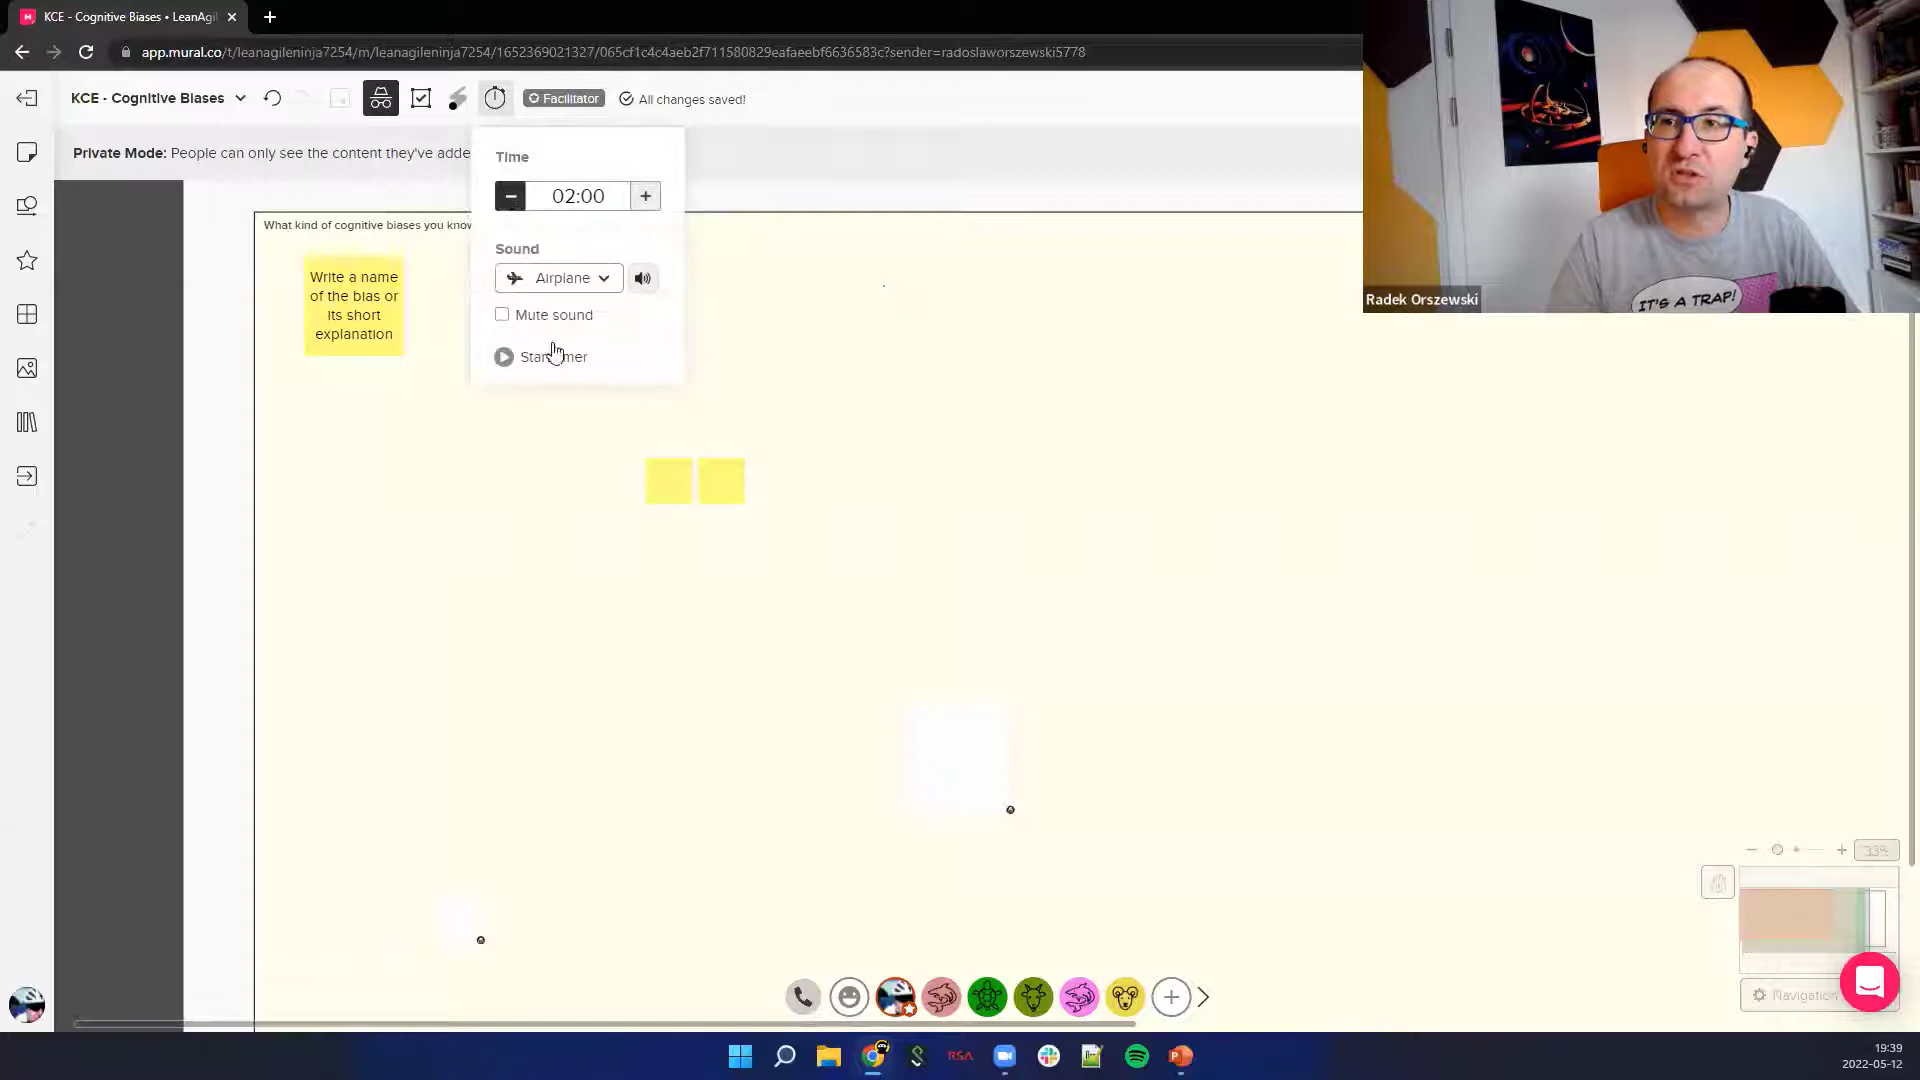 KCE - Cognitive Biases • LeanAgil
app.mural.co/t/leanagileninja7254/m/leanagileninja7254/1652369021327/065cf1c4c4aeb2f711580829eafaeebf6636583c?sender=radoslaworszewski5778
KCE - Cognitive Biases
Facilitator
All changes saved!
Private Mode: People can only see the content they've adde
Time
02:00
What kind of cognitive biases you know
Sound
Airplane
Mute sound
Write a name
of the bias or
its short
explanation
IT'S A TRAP!
Radek Orszewski
33%
Navigation
RSA
19:39
2022-05-12